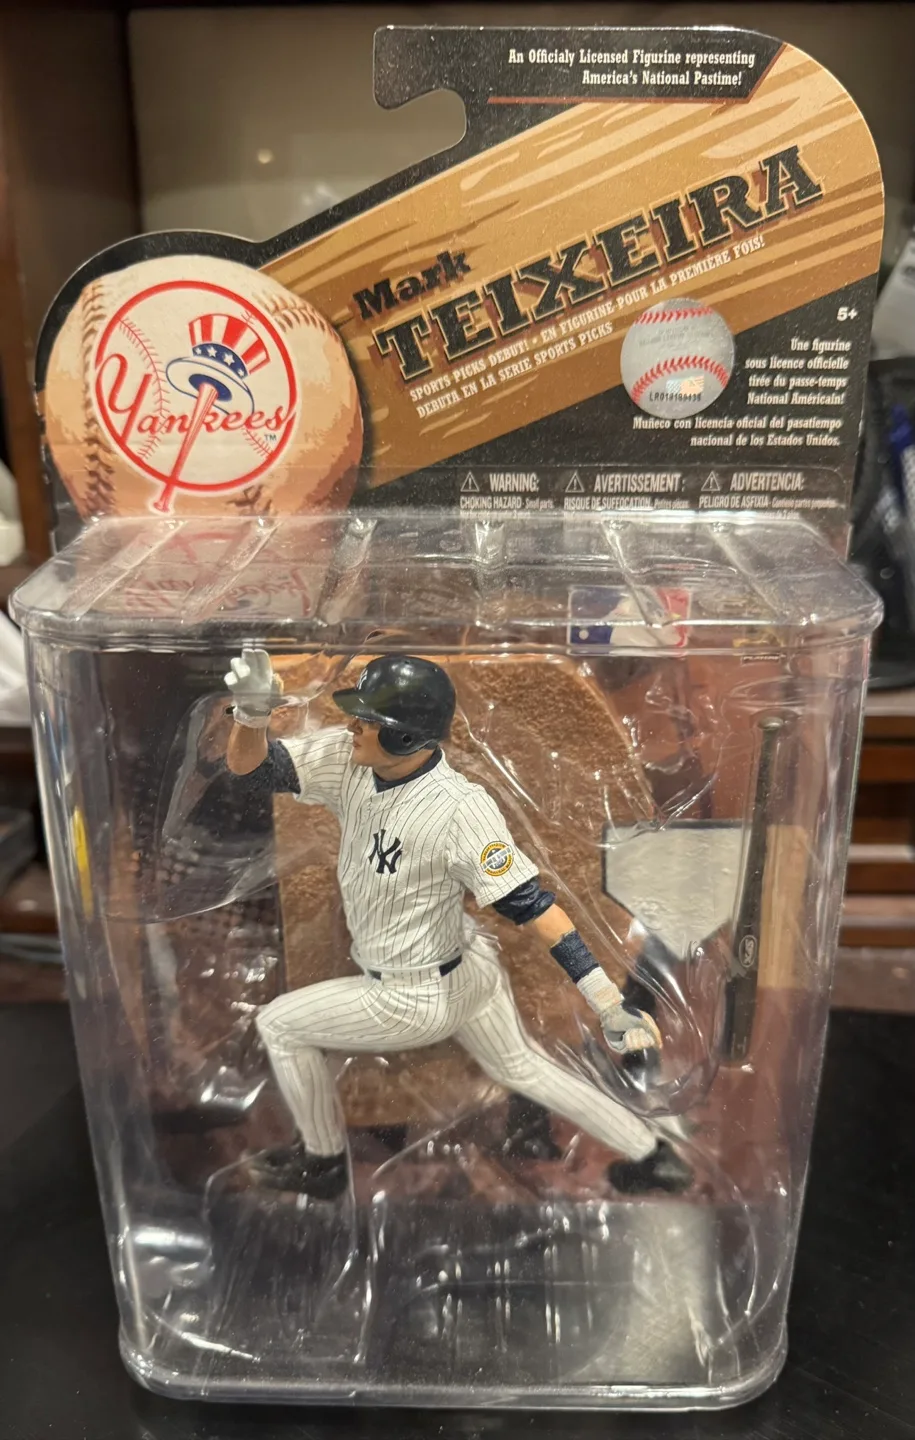 An Officialy Licensed Figurine representing
America's National Pastime!
Mark
TEIXEIRA
SPORTS PICKS DEBUT! • EN FIGURINE POUR LA PREMIÈRE FOIS!
DEBUTA EN LA SERIE SPORTS PICKS
Yankees
TM
5+
Une figurine
sous licence officielle
tirée du passe-temps
National Américain!
Muñeco con licencia oficial del pasatiempo
nacional de los Estados Unidos.
WARNING:
CHOKING HAZARD- Small parts.
AVERTISSEMENT:
RISQUE DE SUFFOCATION.
ADVERTENCIA:
PELIGRO DE ASFIXIA-
NY